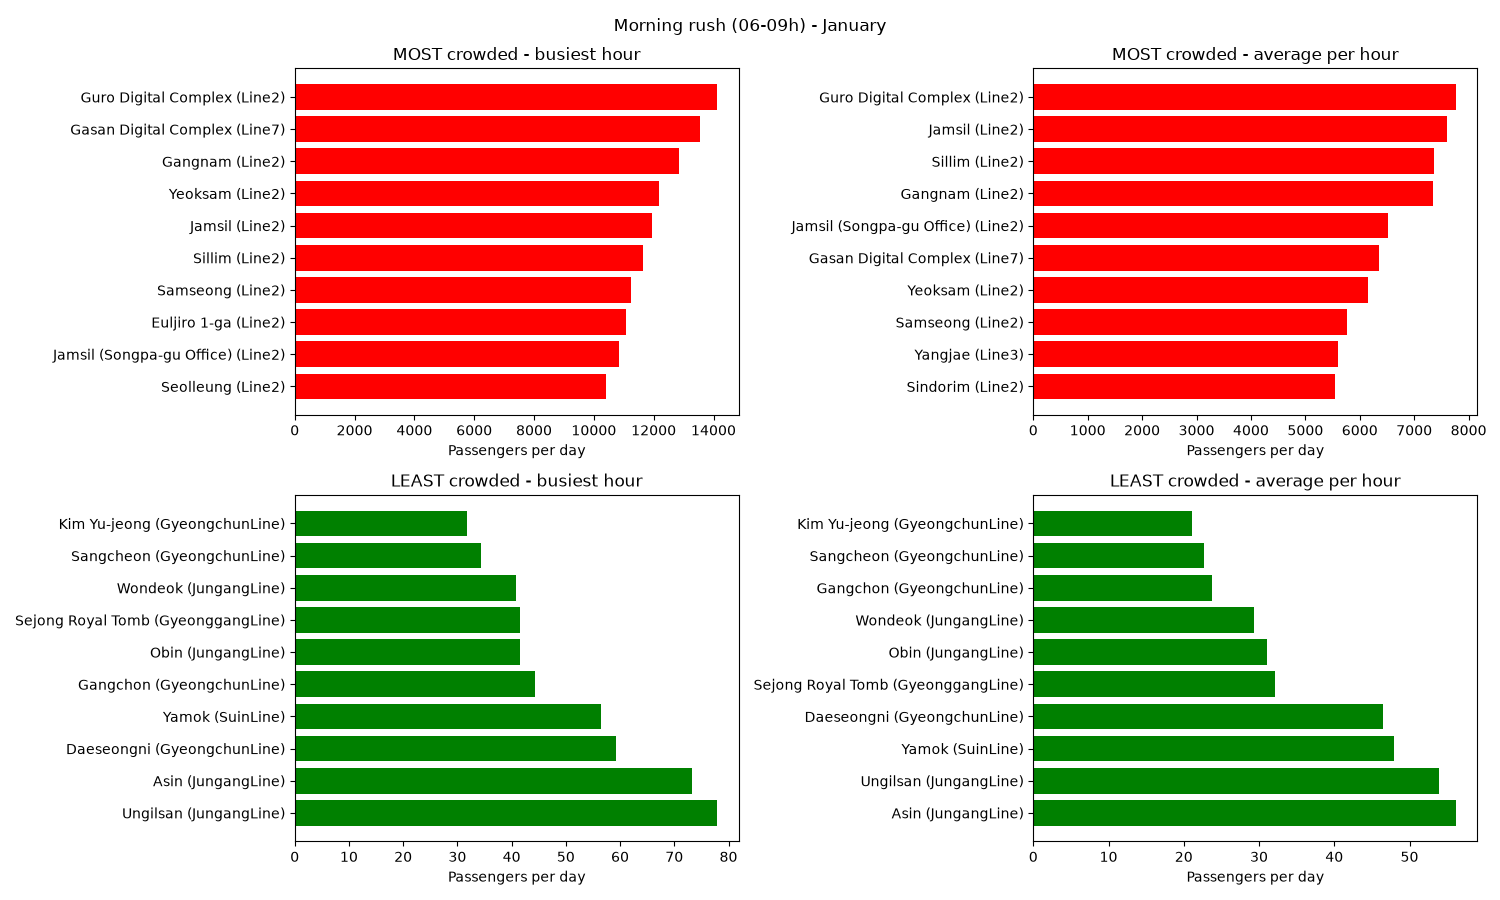 Morning rush (06-09h) - January
MOST crowded - busiest hour
Guro Digital Complex (Line2)
Gasan Digital Complex (Line7)
Gangnam (Line2)
Yeoksam (Line2)
Jamsil (Line2)
Sillim (Line2)
Samseong (Line2)
Euljiro 1-ga (Line2)
Jamsil (Songpa-gu Office) (Line2)
Seolleung (Line2)
0 2000 4000 6000 8000 10000 12000 14000
Passengers per day
MOST crowded - average per hour
Guro Digital Complex (Line2)
Jamsil (Line2)
Sillim (Line2)
Gangnam (Line2)
Jamsil (Songpa-gu Office) (Line2)
Gasan Digital Complex (Line7)
Yeoksam (Line2)
Samseong (Line2)
Yangjae (Line3)
Sindorim (Line2)
0 1000 2000 3000 4000 5000 6000 7000 8000
Passengers per day
LEAST crowded - busiest hour
Kim Yu-jeong (GyeongchunLine)
Sangcheon (GyeongchunLine)
Wondeok (JungangLine)
Sejong Royal Tomb (GyeonggangLine)
Obin (JungangLine)
Gangchon (GyeongchunLine)
Yamok (SuinLine)
Daeseongni (GyeongchunLine)
Asin (JungangLine)
Ungilsan (JungangLine)
0 10 20 30 40 50 60 70 80
Passengers per day
LEAST crowded - average per hour
Kim Yu-jeong (GyeongchunLine)
Sangcheon (GyeongchunLine)
Gangchon (GyeongchunLine)
Wondeok (JungangLine)
Obin (JungangLine)
Sejong Royal Tomb (GyeonggangLine)
Daeseongni (GyeongchunLine)
Yamok (SuinLine)
Ungilsan (JungangLine)
Asin (JungangLine)
0 10 20 30 40 50
Passengers per day